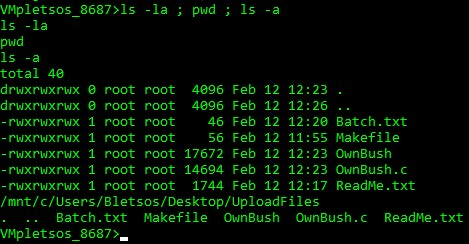 VMpletsos_8687>ls -la ; pwd ; ls -a
ls -la
pwd
ls -a
total 40
drwxrwxrwx 0 root root  4096 Feb 12 12:23 .
drwxrwxrwx 0 root root  4096 Feb 12 12:26 ..
-rwxrwxrwx 1 root root    46 Feb 12 12:20 Batch.txt
-rwxrwxrwx 1 root root    56 Feb 12 11:55 Makefile
-rwxrwxrwx 1 root root 17672 Feb 12 12:23 OwnBush
-rwxrwxrwx 1 root root 14694 Feb 12 12:23 OwnBush.c
-rwxrwxrwx 1 root root  1744 Feb 12 12:17 ReadMe.txt
/mnt/c/Users/Bletsos/Desktop/UploadFiles
.  ..  Batch.txt  Makefile  OwnBush  OwnBush.c  ReadMe.txt
VMpletsos_8687>